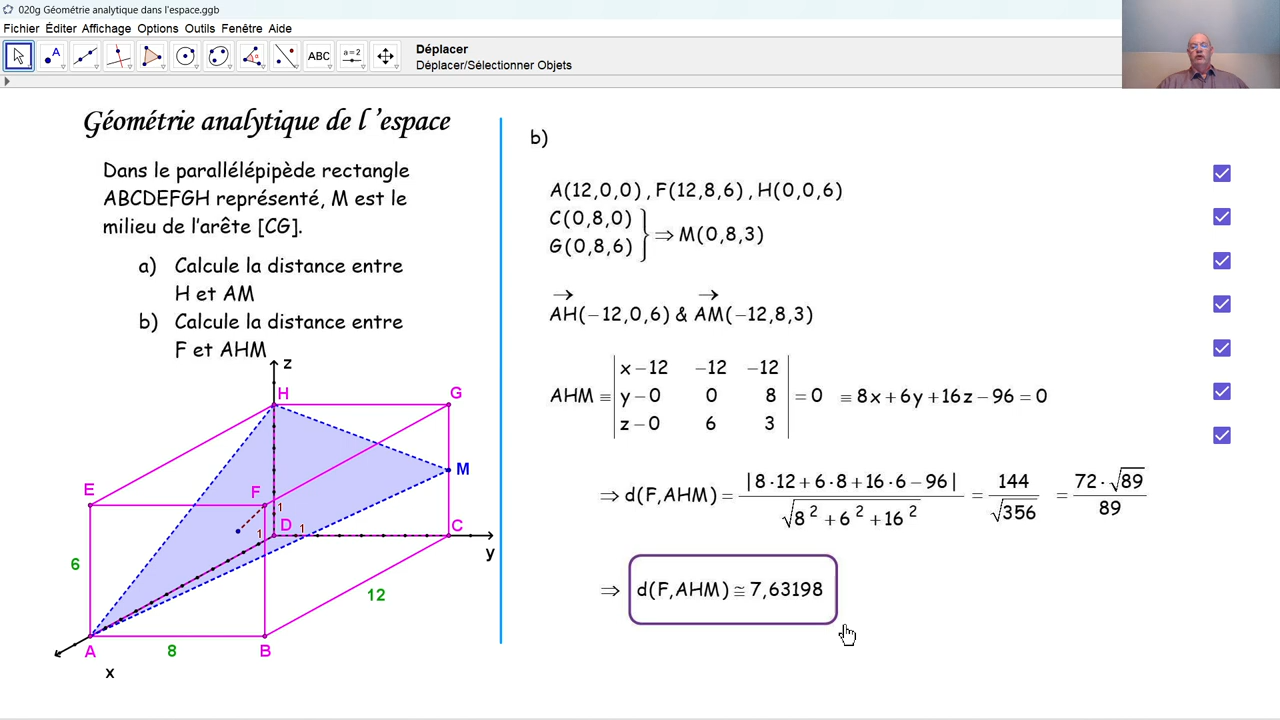 020g Géométrie analytique dans l'espace.ggb
Fichier Éditer Affichage Options Outils Fenêtre Aide
A ABC a=2 Déplacer
Déplacer/Sélectionner Objets
Géométrie analytique de l 'espace
Dans le parallélépipède rectangle
ABCDEFGH représenté, M est le
milieu de l'arête [CG].
a) Calcule la distance entre
H et AM
b) Calcule la distance entre
F et AHM
z
H
G
M
E
F
1
D
1
1
C
y
6
12
A
8
B
x
b)
A(12,0,0) , F(12,8,6) , H(0,0,6)
C(0,8,0)
G(0,8,6) } ⇒ M(0,8,3)
→ →
AH(−12,0,6) & AM(−12,8,3)
AHM ≡ | x−12 −12 −12
y−0 0 8
z−0 6 3 | = 0 ≡ 8x+6y+16z−96 = 0
⇒ d(F,AHM) = |8·12+6·8+16·6−96| / √(8² + 6² + 16²) = 144 / √356 = 72·√89 / 89
⇒ d(F,AHM) ≅ 7,63198